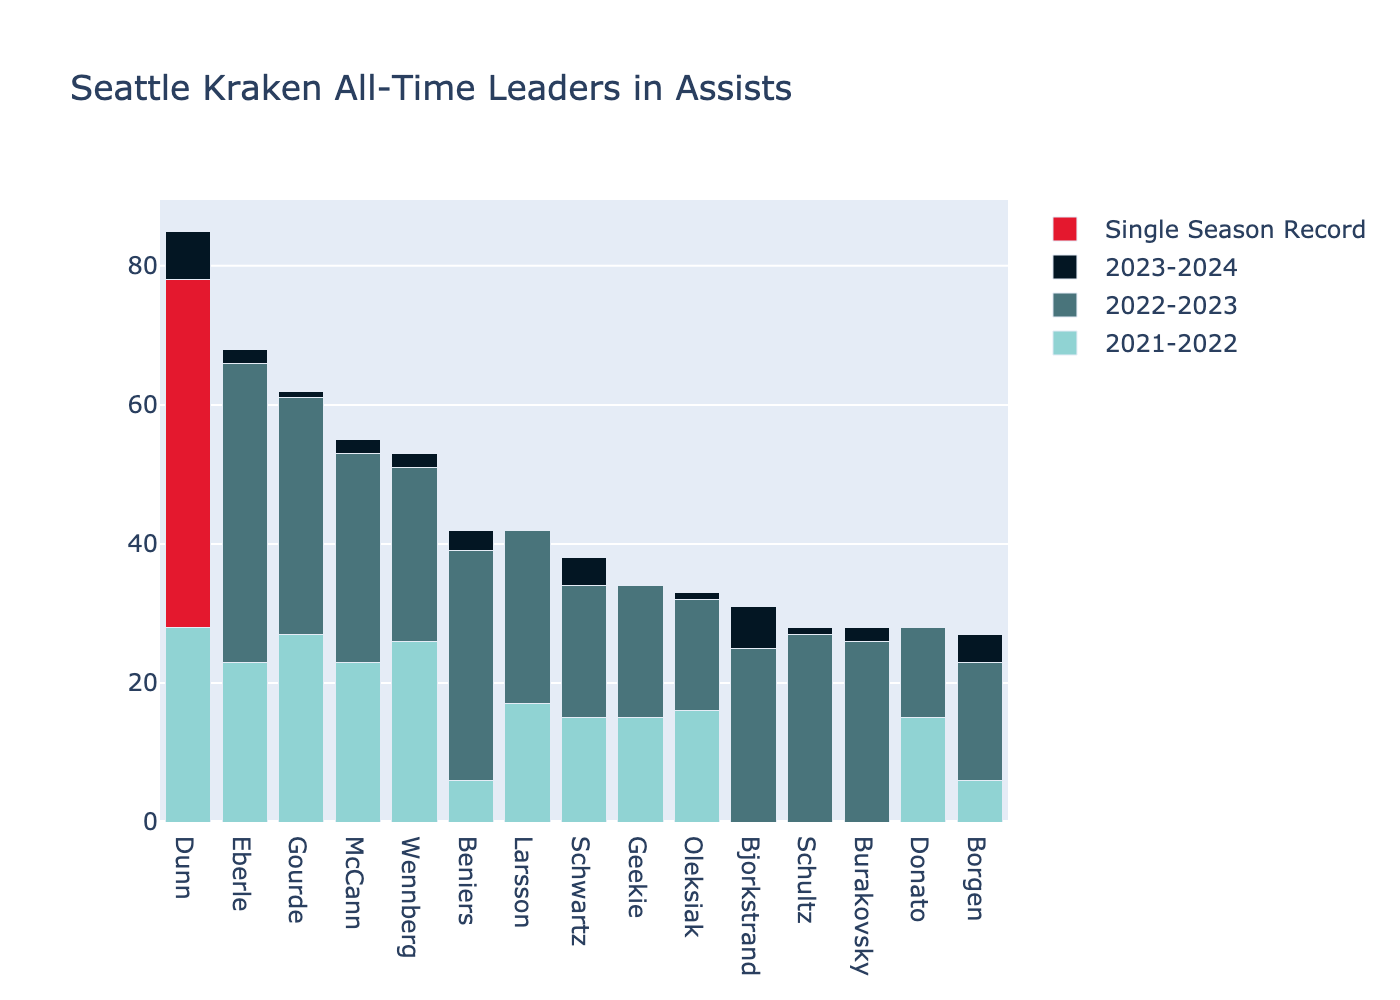 Seattle Kraken All-Time Leaders in Assists
Single Season Record
2023-2024
2022-2023
2021-2022
80
60
40
20
0
Dunn
Eberle
Gourde
McCann
Wennberg
Beniers
Larsson
Schwartz
Geekie
Oleksiak
Bjorkstrand
Schultz
Burakovsky
Donato
Borgen